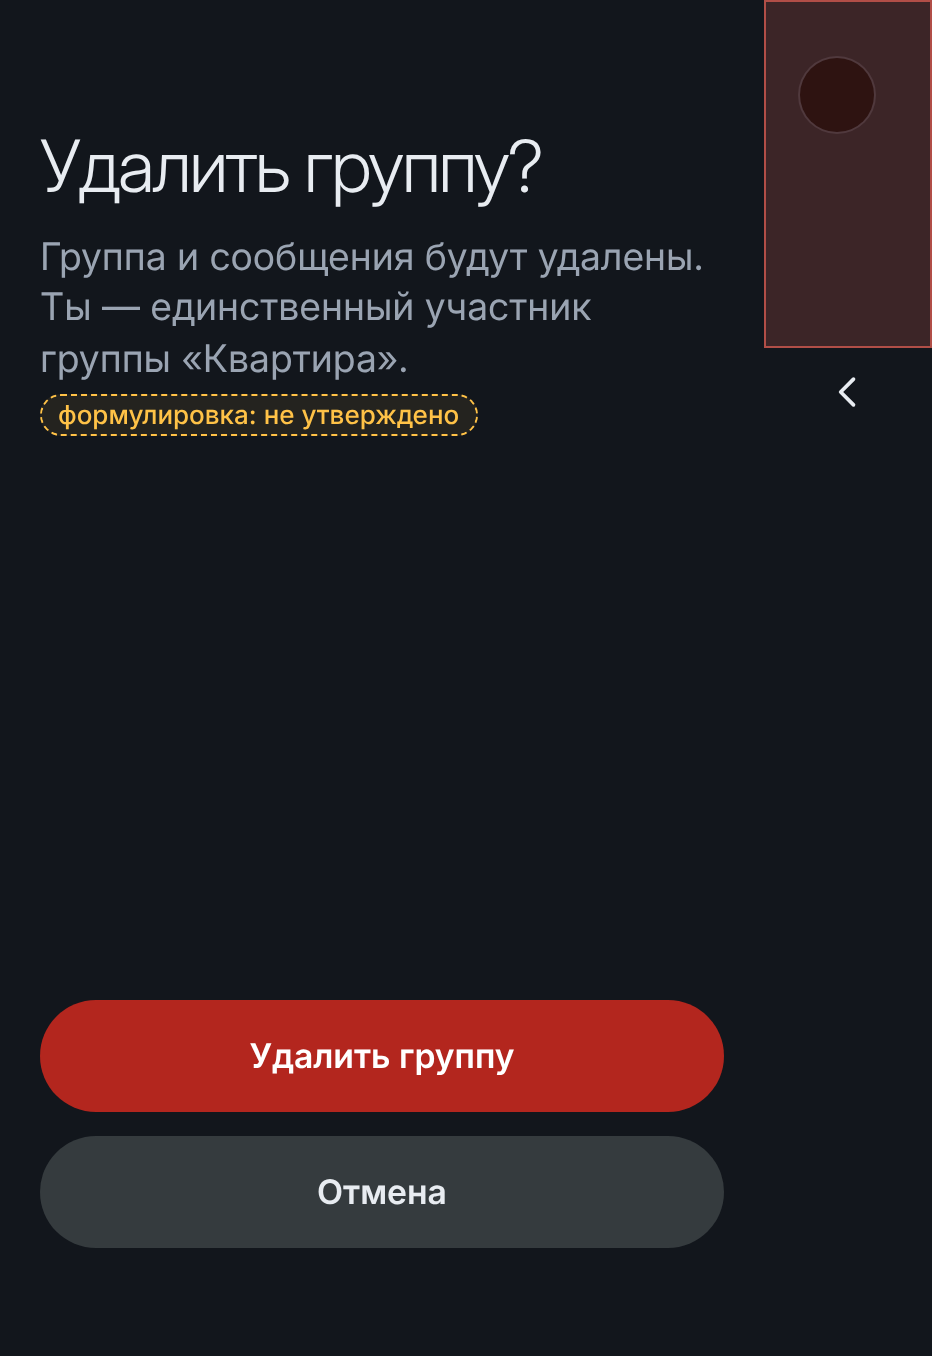 Удалить группу?
Группа и сообщения будут удалены.
Ты — единственный участник
группы «Квартира».
формулировка: не утверждено
Удалить группу
Отмена